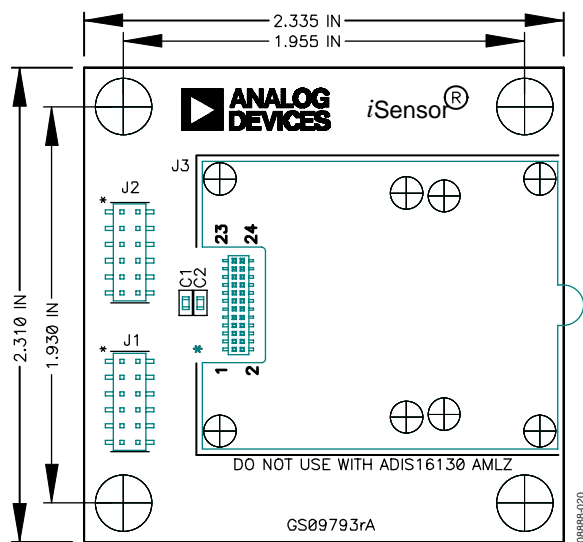 2.335 IN
1.955 IN
ANALOG
DEVICES
iSensor®
J3
* J2
23 24
C1 C2
2.310 IN
1.930 IN
* J1
*
1 2
DO NOT USE WITH ADIS16130 AMLZ
GS09793rA
08888-020